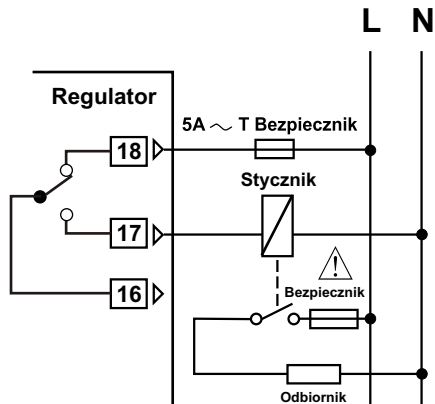 L N
Regulator
5A ~ T Bezpiecznik
18
Stycznik
17
16
Bezpiecznik
Odbiornik